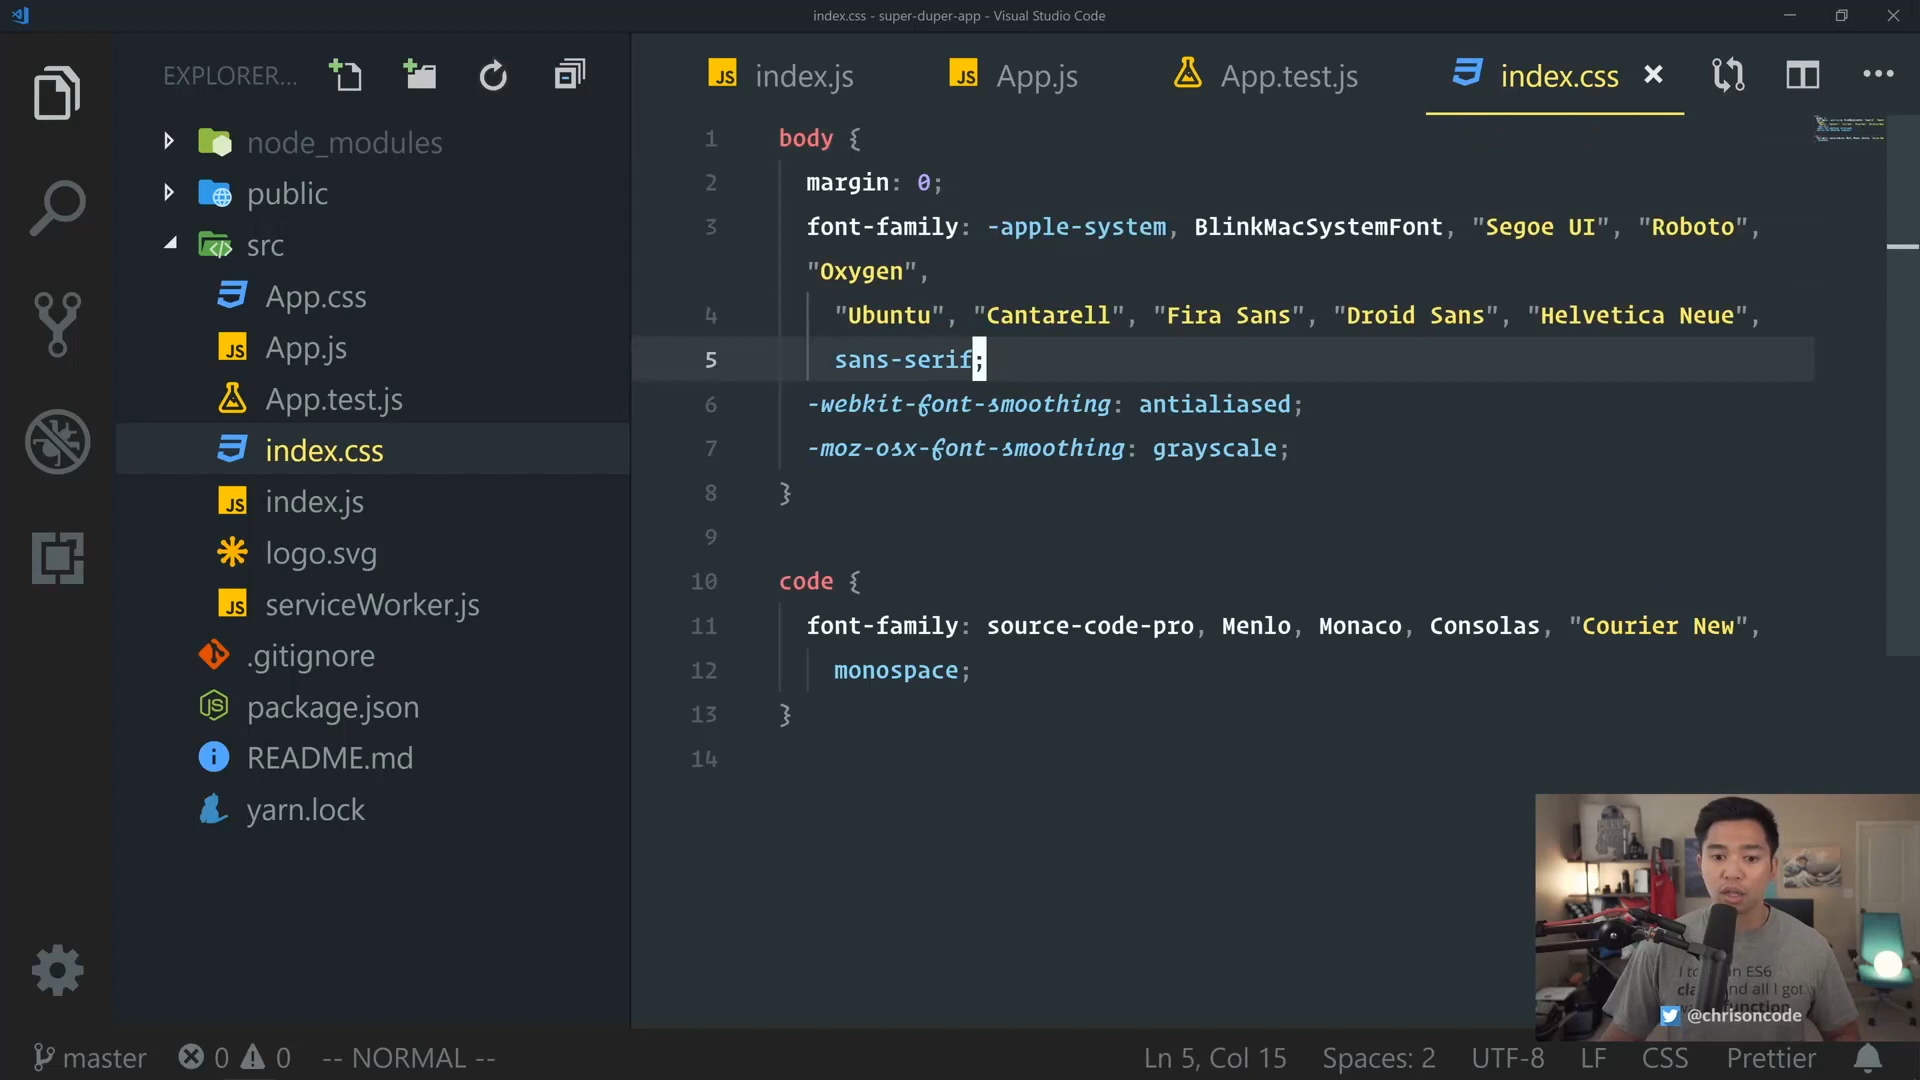 index.css - super-duper-app - Visual Studio Code
EXPLORER...
node_modules
public
src
App.css
App.js
App.test.js
index.css
index.js
logo.svg
serviceWorker.js
.gitignore
package.json
README.md
yarn.lock
index.js
App.js
App.test.js
index.css
1 body {
2 margin: 0;
3 font-family: -apple-system, BlinkMacSystemFont, "Segoe UI", "Roboto",
"Oxygen",
4 "Ubuntu", "Cantarell", "Fira Sans", "Droid Sans", "Helvetica Neue",
5 sans-serif;
6 -webkit-font-smoothing: antialiased;
7 -moz-osx-font-smoothing: grayscale;
8 }
9
10 code {
11 font-family: source-code-pro, Menlo, Monaco, Consolas, "Courier New",
12 monospace;
13 }
14
@chrisoncode
master 0 0 -- NORMAL -- Ln 5, Col 15 Spaces: 2 UTF-8 LF CSS Prettier